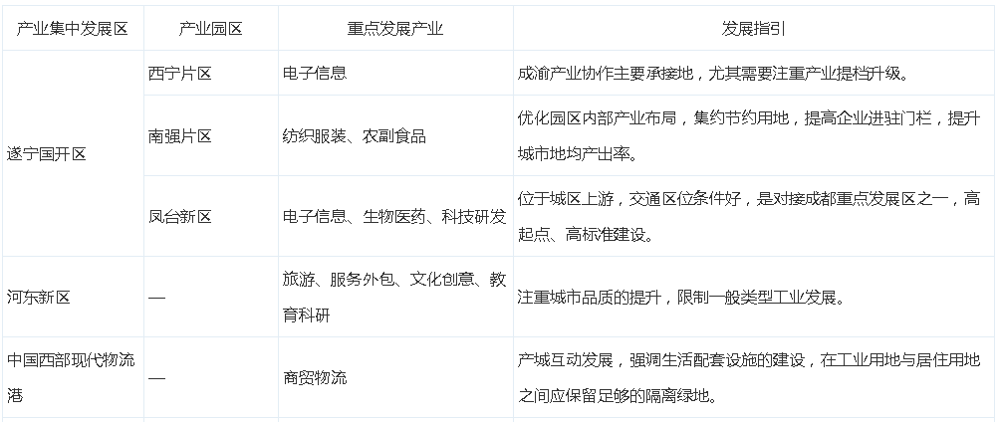 产业集中发展区 产业园区 重点发展产业 发展指引
遂宁国开区
西宁片区 电子信息 成渝产业协作主要承接地，尤其需要注重产业提档升级。
南强片区 纺织服装、农副食品 优化园区内部产业布局，集约节约用地，提高企业进驻门栏，提升
城市地均产出率。
凤台新区 电子信息、生物医药、科技研发 位于城区上游，交通区位条件好，是对接成都重点发展区之一，高
起点、高标准建设。
河东新区 — 旅游、服务外包、文化创意、教
育科研
注重城市品质的提升，限制一般类型工业发展。
中国西部现代物流
港
— 商贸物流 产城互动发展，强调生活配套设施的建设，在工业用地与居住用地
之间应保留足够的隔离绿地。